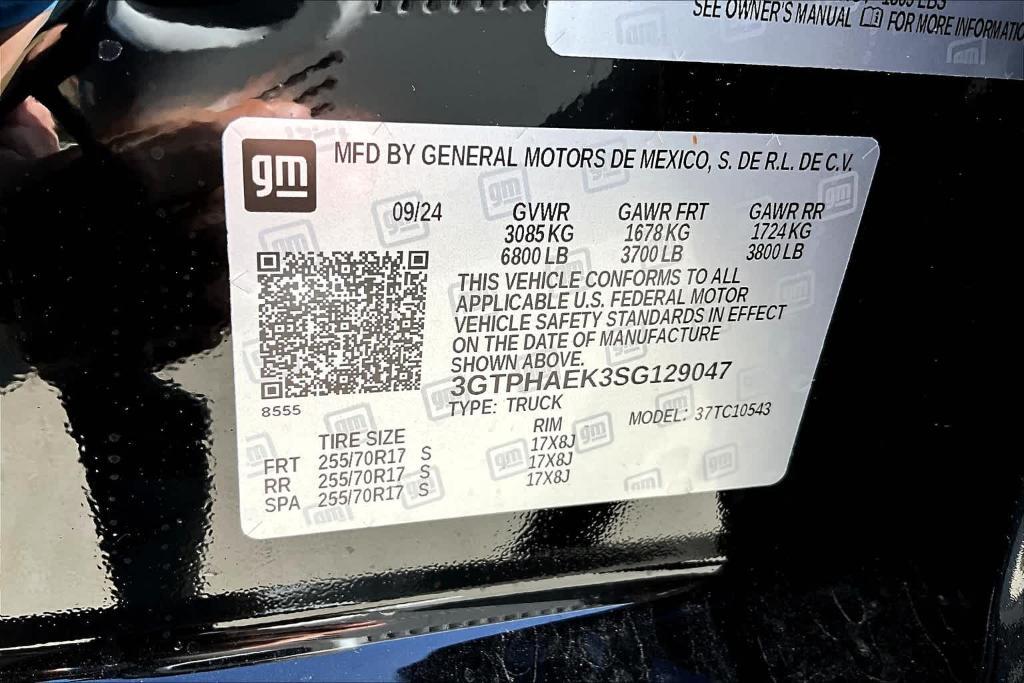 SEE OWNER'S MANUAL FOR MORE INFORMATIO
gm MFD BY GENERAL MOTORS DE MEXICO, S. DE R.L. DE C.V.
09/24 GVWR GAWR FRT GAWR RR
3085 KG 1678 KG 1724 KG
6800 LB 3700 LB 3800 LB
THIS VEHICLE CONFORMS TO ALL
APPLICABLE U.S. FEDERAL MOTOR
VEHICLE SAFETY STANDARDS IN EFFECT
ON THE DATE OF MANUFACTURE
SHOWN ABOVE.
3GTPHAEK3SG129047
8555 TYPE: TRUCK MODEL: 37TC10543
TIRE SIZE RIM
FRT 255/70R17 S 17X8J
RR 255/70R17 S 17X8J
SPA 255/70R17 S 17X8J